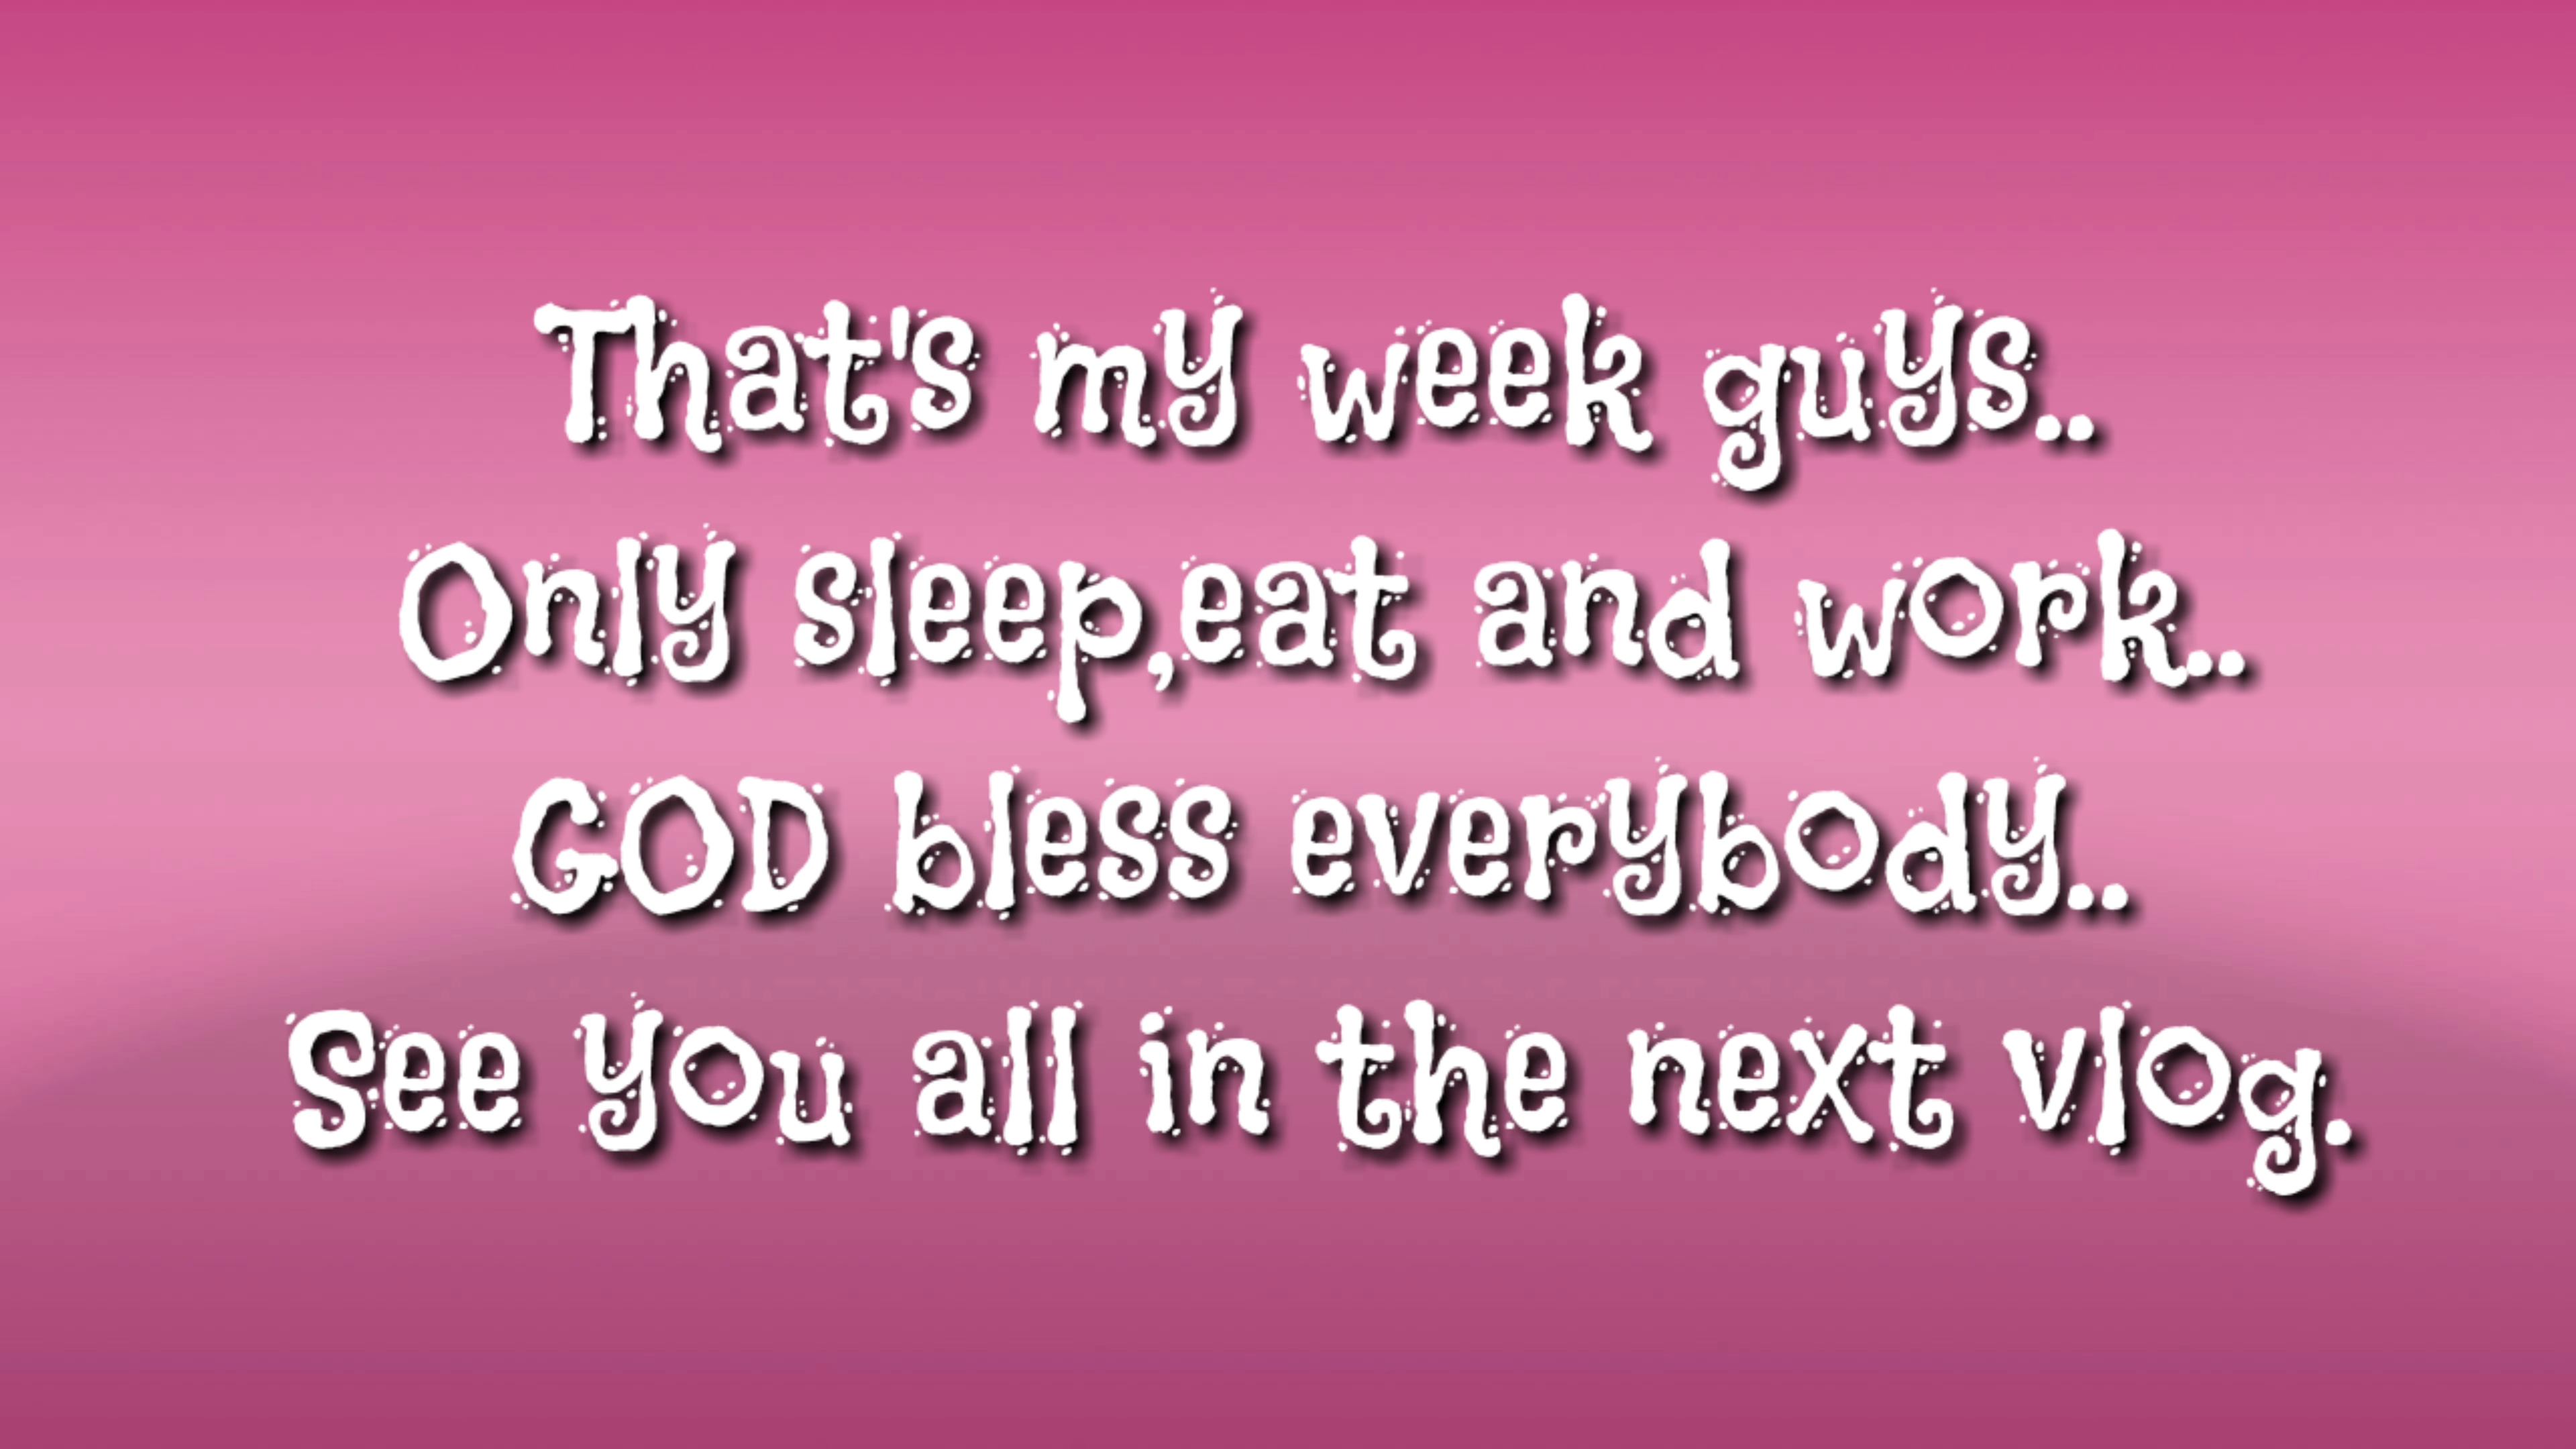 That's my week guys..
Only sleep,eat and work..
GOD bless everybody..
See you all in the next vlog.